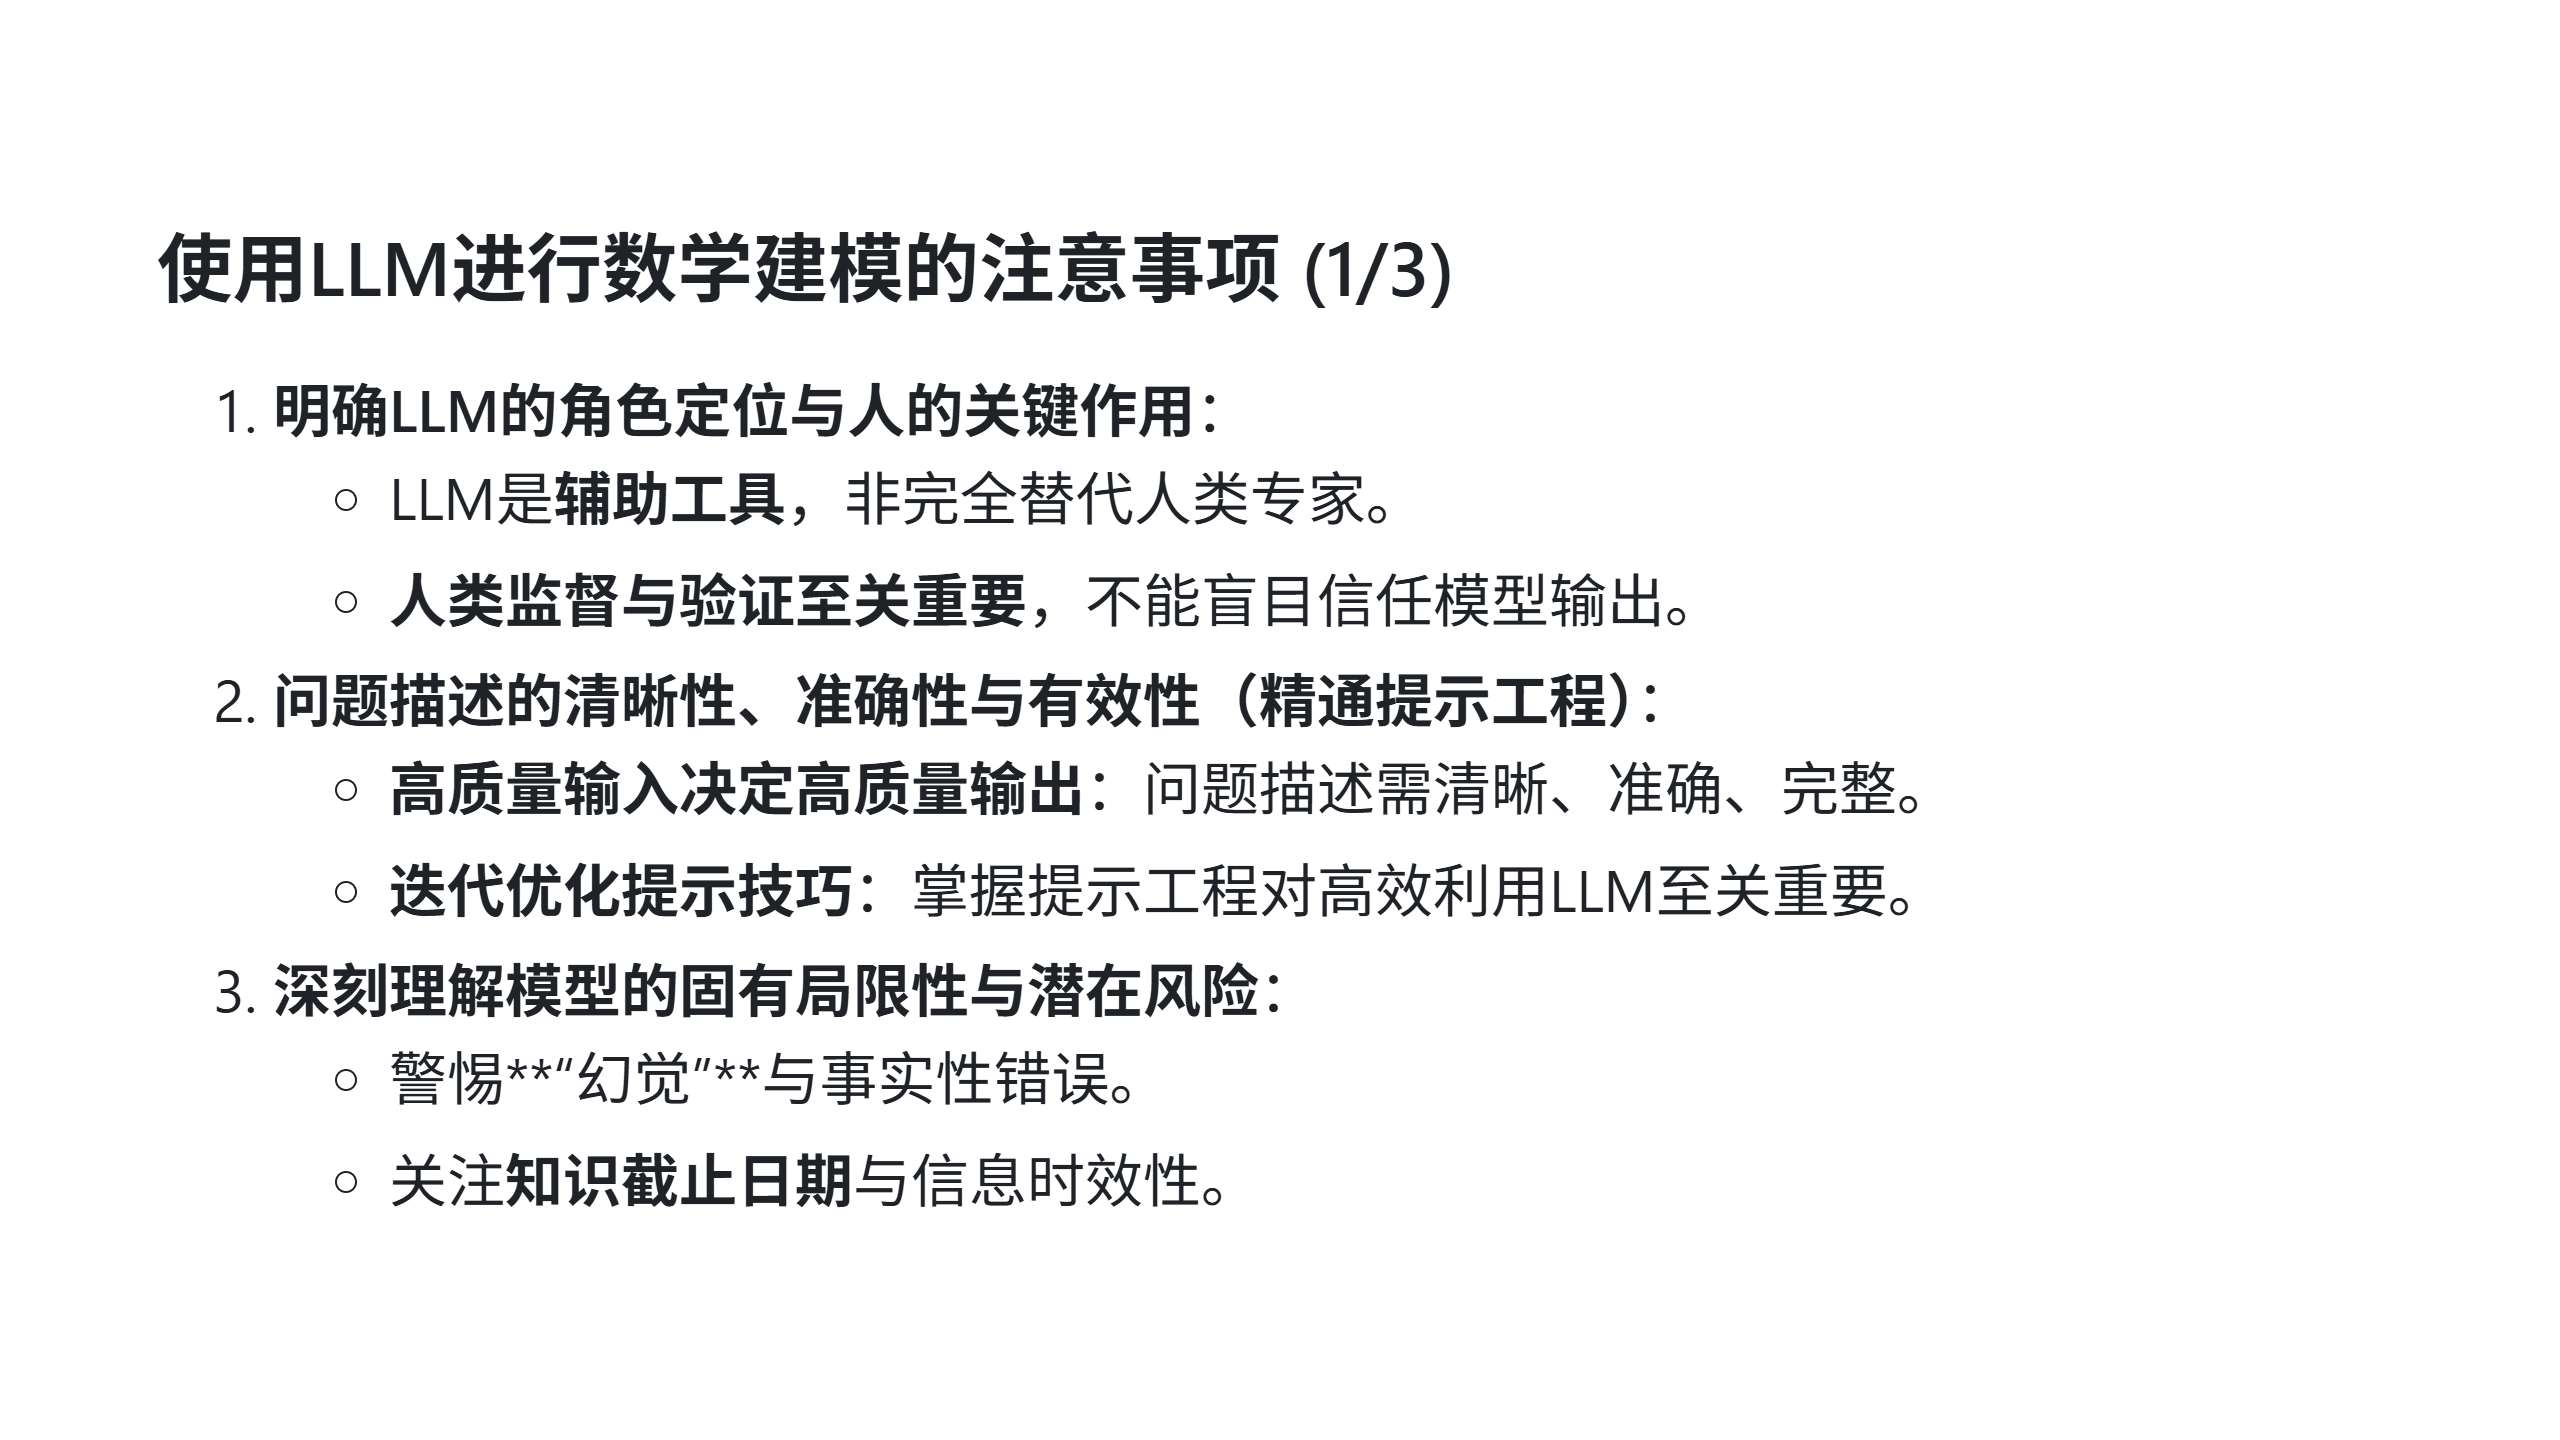 使用LLM进行数学建模的注意事项 (1/3)
1. 明确LLM的角色定位与人的关键作用：
○ LLM是辅助工具，非完全替代人类专家。
○ 人类监督与验证至关重要，不能盲目信任模型输出。
2. 问题描述的清晰性、准确性与有效性（精通提示工程）：
○ 高质量输入决定高质量输出：问题描述需清晰、准确、完整。
○ 迭代优化提示技巧：掌握提示工程对高效利用LLM至关重要。
3. 深刻理解模型的固有局限性与潜在风险：
○ 警惕**“幻觉”**与事实性错误。
○ 关注知识截止日期与信息时效性。